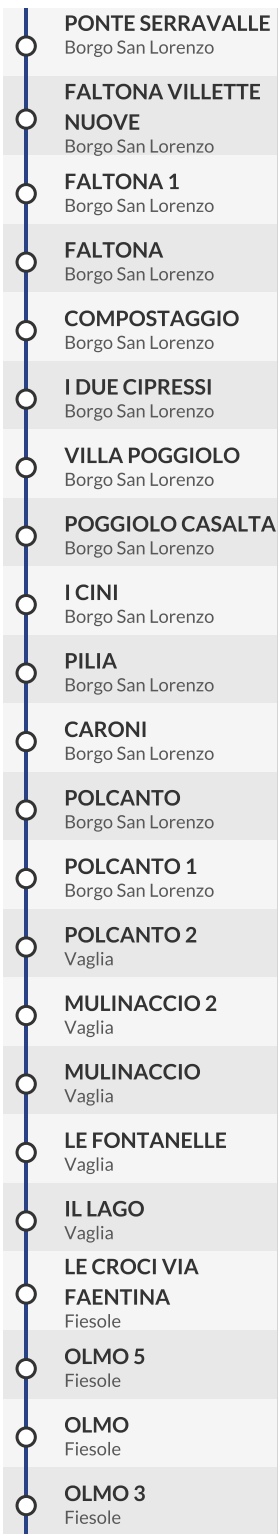 PONTE SERRAVALLE
Borgo San Lorenzo
FALTONA VILLETTE
NUOVE
Borgo San Lorenzo
FALTONA 1
Borgo San Lorenzo
FALTONA
Borgo San Lorenzo
COMPOSTAGGIO
Borgo San Lorenzo
I DUE CIPRESSI
Borgo San Lorenzo
VILLA POGGIOLO
Borgo San Lorenzo
POGGIOLO CASALTA
Borgo San Lorenzo
I CINI
Borgo San Lorenzo
PILIA
Borgo San Lorenzo
CARONI
Borgo San Lorenzo
POLCANTO
Borgo San Lorenzo
POLCANTO 1
Borgo San Lorenzo
POLCANTO 2
Vaglia
MULINACCIO 2
Vaglia
MULINACCIO
Vaglia
LE FONTANELLE
Vaglia
IL LAGO
Vaglia
LE CROCI VIA
FAENTINA
Fiesole
OLMO 5
Fiesole
OLMO
Fiesole
OLMO 3
Fiesole